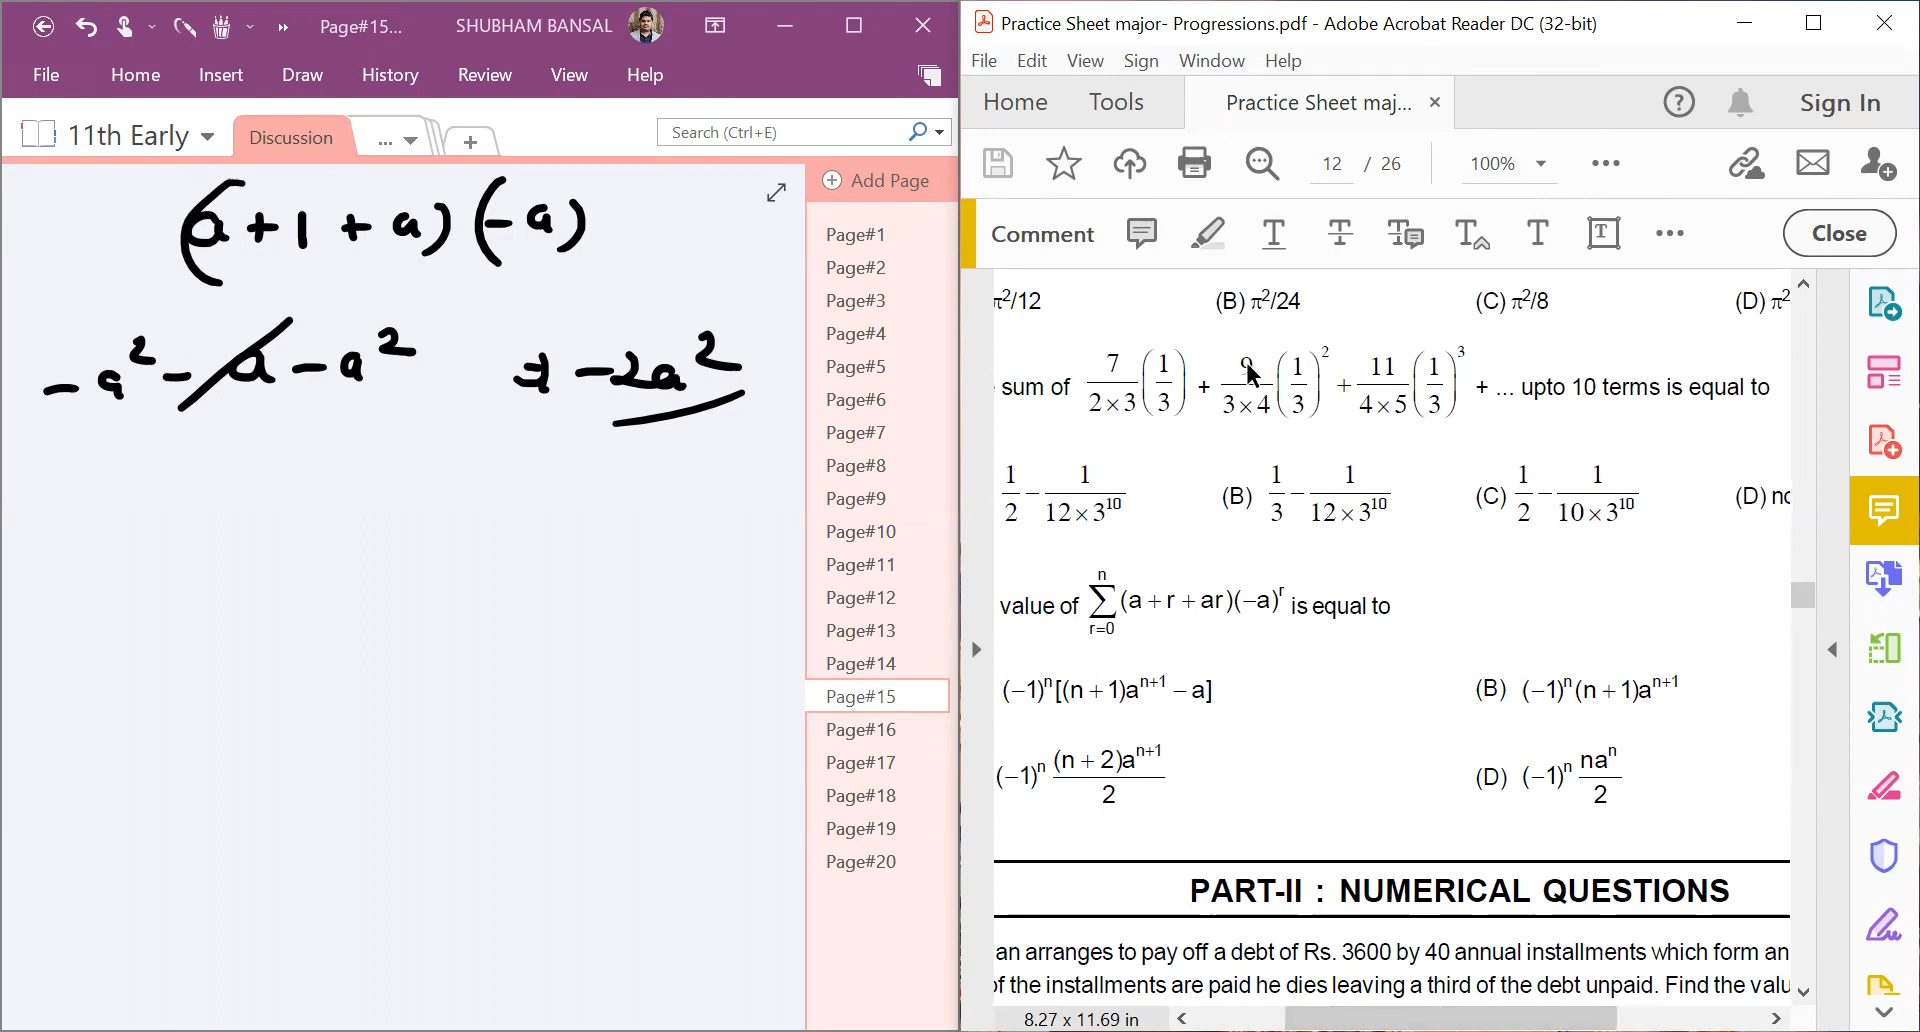 Page#15...
SHUBHAM BANSAL
File Home Insert Draw History Review View Help
11th Early
Discussion
...
+
Search (Ctrl+E)
Add Page
(a + 1 + a) (-a)
-a² - a - a² ⇒ -2a²
Page#1
Page#2
Page#3
Page#4
Page#5
Page#6
Page#7
Page#8
Page#9
Page#10
Page#11
Page#12
Page#13
Page#14
Page#15
Page#16
Page#17
Page#18
Page#19
Page#20
Practice Sheet major- Progressions.pdf - Adobe Acrobat Reader DC (32-bit)
File Edit View Sign Window Help
Home Tools Practice Sheet maj... × Sign In
12 / 26 100%
Comment Close
π²/12 (B) π²/24 (C) π²/8 (D) π²
sum of 7/(2×3) (1/3) + 9/(3×4) (1/3)² + 11/(4×5) (1/3)³ + ... upto 10 terms is equal to
1/2 − 1/(12×3¹⁰) (B) 1/3 − 1/(12×3¹⁰) (C) 1/2 − 1/(10×3¹⁰) (D)
value of ∑_{r=0}^{n} (a + r + ar)(−a)^r is equal to
(−1)^n [(n + 1)a^{n+1} − a] (B) (−1)^n (n + 1)a^{n+1}
(−1)^n (n + 2)a^{n+1}/2 (D) (−1)^n na^n/2
PART-II : NUMERICAL QUESTIONS
an arranges to pay off a debt of Rs. 3600 by 40 annual installments which form an
of the installments are paid he dies leaving a third of the debt unpaid. Find the valu
8.27 x 11.69 in